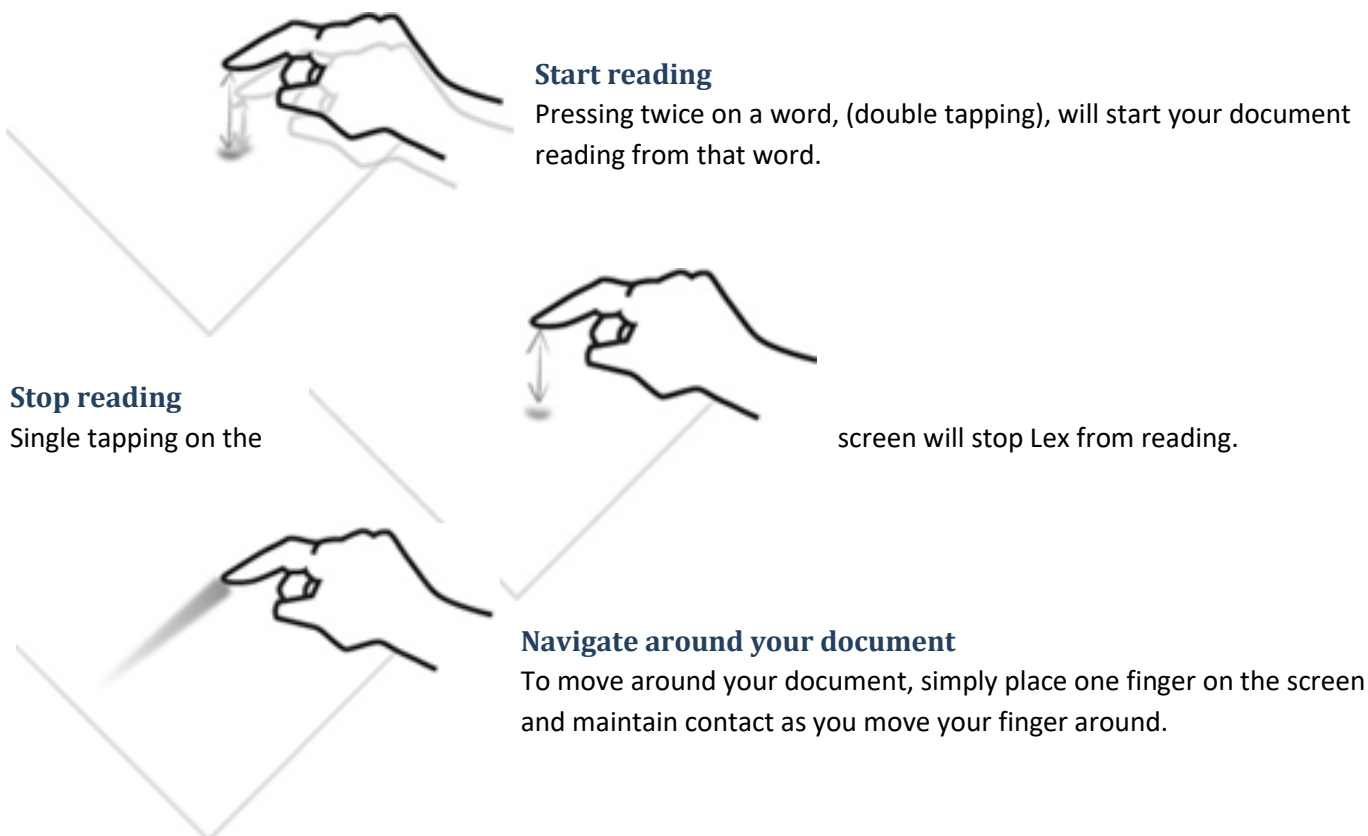 Start reading
Pressing twice on a word, (double tapping), will start your document
reading from that word.
Stop reading
Single tapping on the screen will stop Lex from reading.
Navigate around your document
To move around your document, simply place one finger on the screen
and maintain contact as you move your finger around.